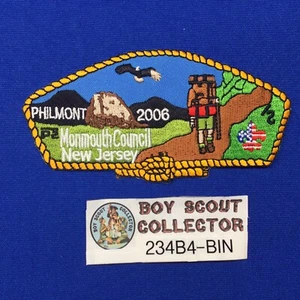 PHILMONT 2006
Monmouth Council
New Jersey
BOY SCOUT
COLLECTOR
234B4-BIN